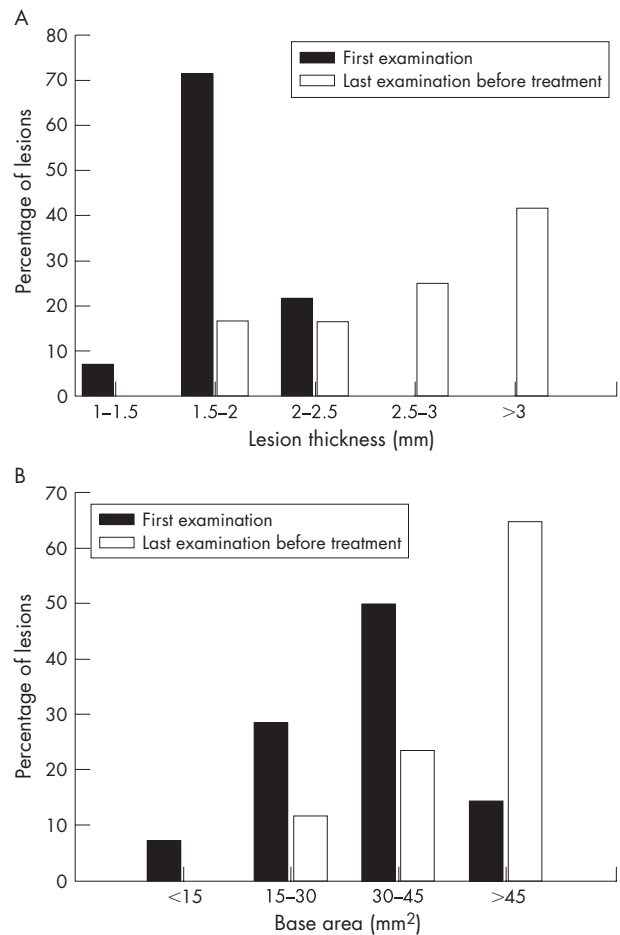 A
80
70
60
50
40
30
20
10
0
Percentage of lesions
First examination
Last examination before treatment
1–1.5 1.5–2 2–2.5 2.5–3 >3
Lesion thickness (mm)
B
70
60
50
40
30
20
10
0
Percentage of lesions
First examination
Last examination before treatment
<15 15–30 30–45 >45
Base area (mm²)